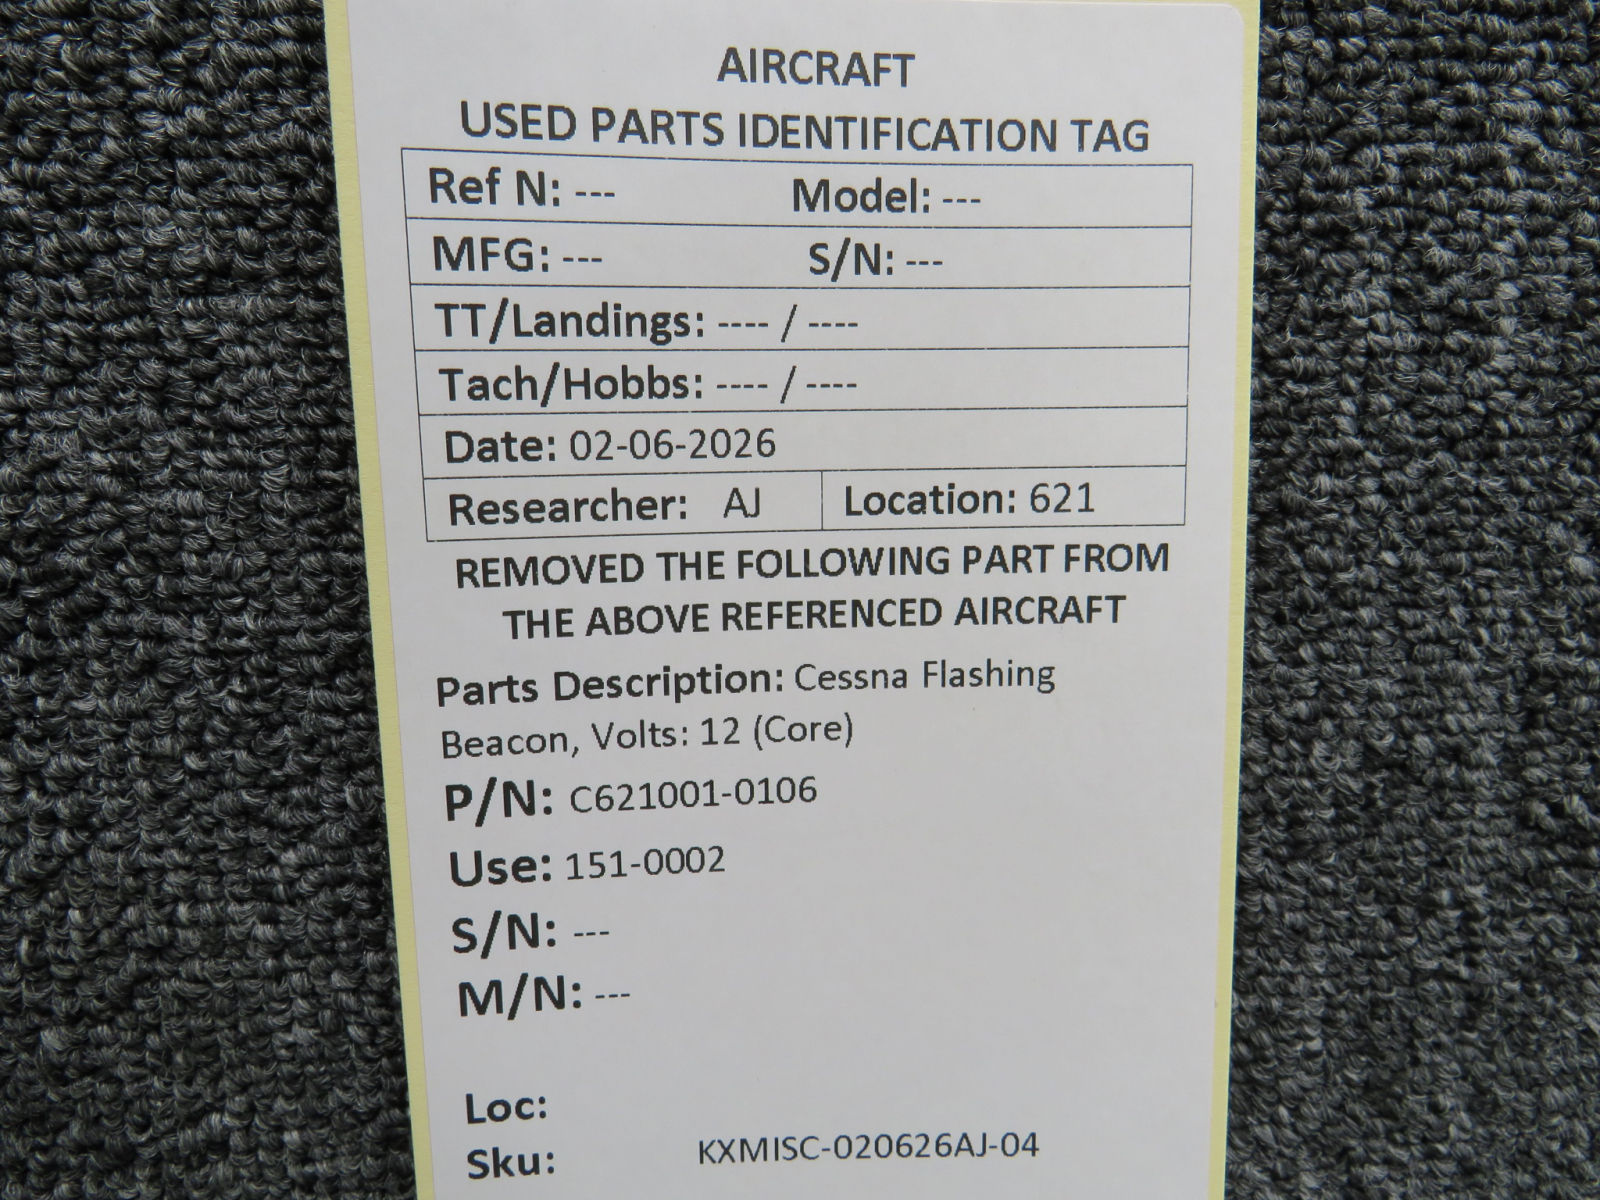 AIRCRAFT
USED PARTS IDENTIFICATION TAG
Ref N: --- Model: ---
MFG: --- S/N: ---
TT/Landings: ---- / ----
Tach/Hobbs: ---- / ----
Date: 02-06-2026
Researcher: AJ Location: 621
REMOVED THE FOLLOWING PART FROM
THE ABOVE REFERENCED AIRCRAFT
Parts Description: Cessna Flashing
Beacon, Volts: 12 (Core)
P/N: C621001-0106
Use: 151-0002
S/N: ---
M/N: ---
Loc:
Sku: KXMISC-020626AJ-04